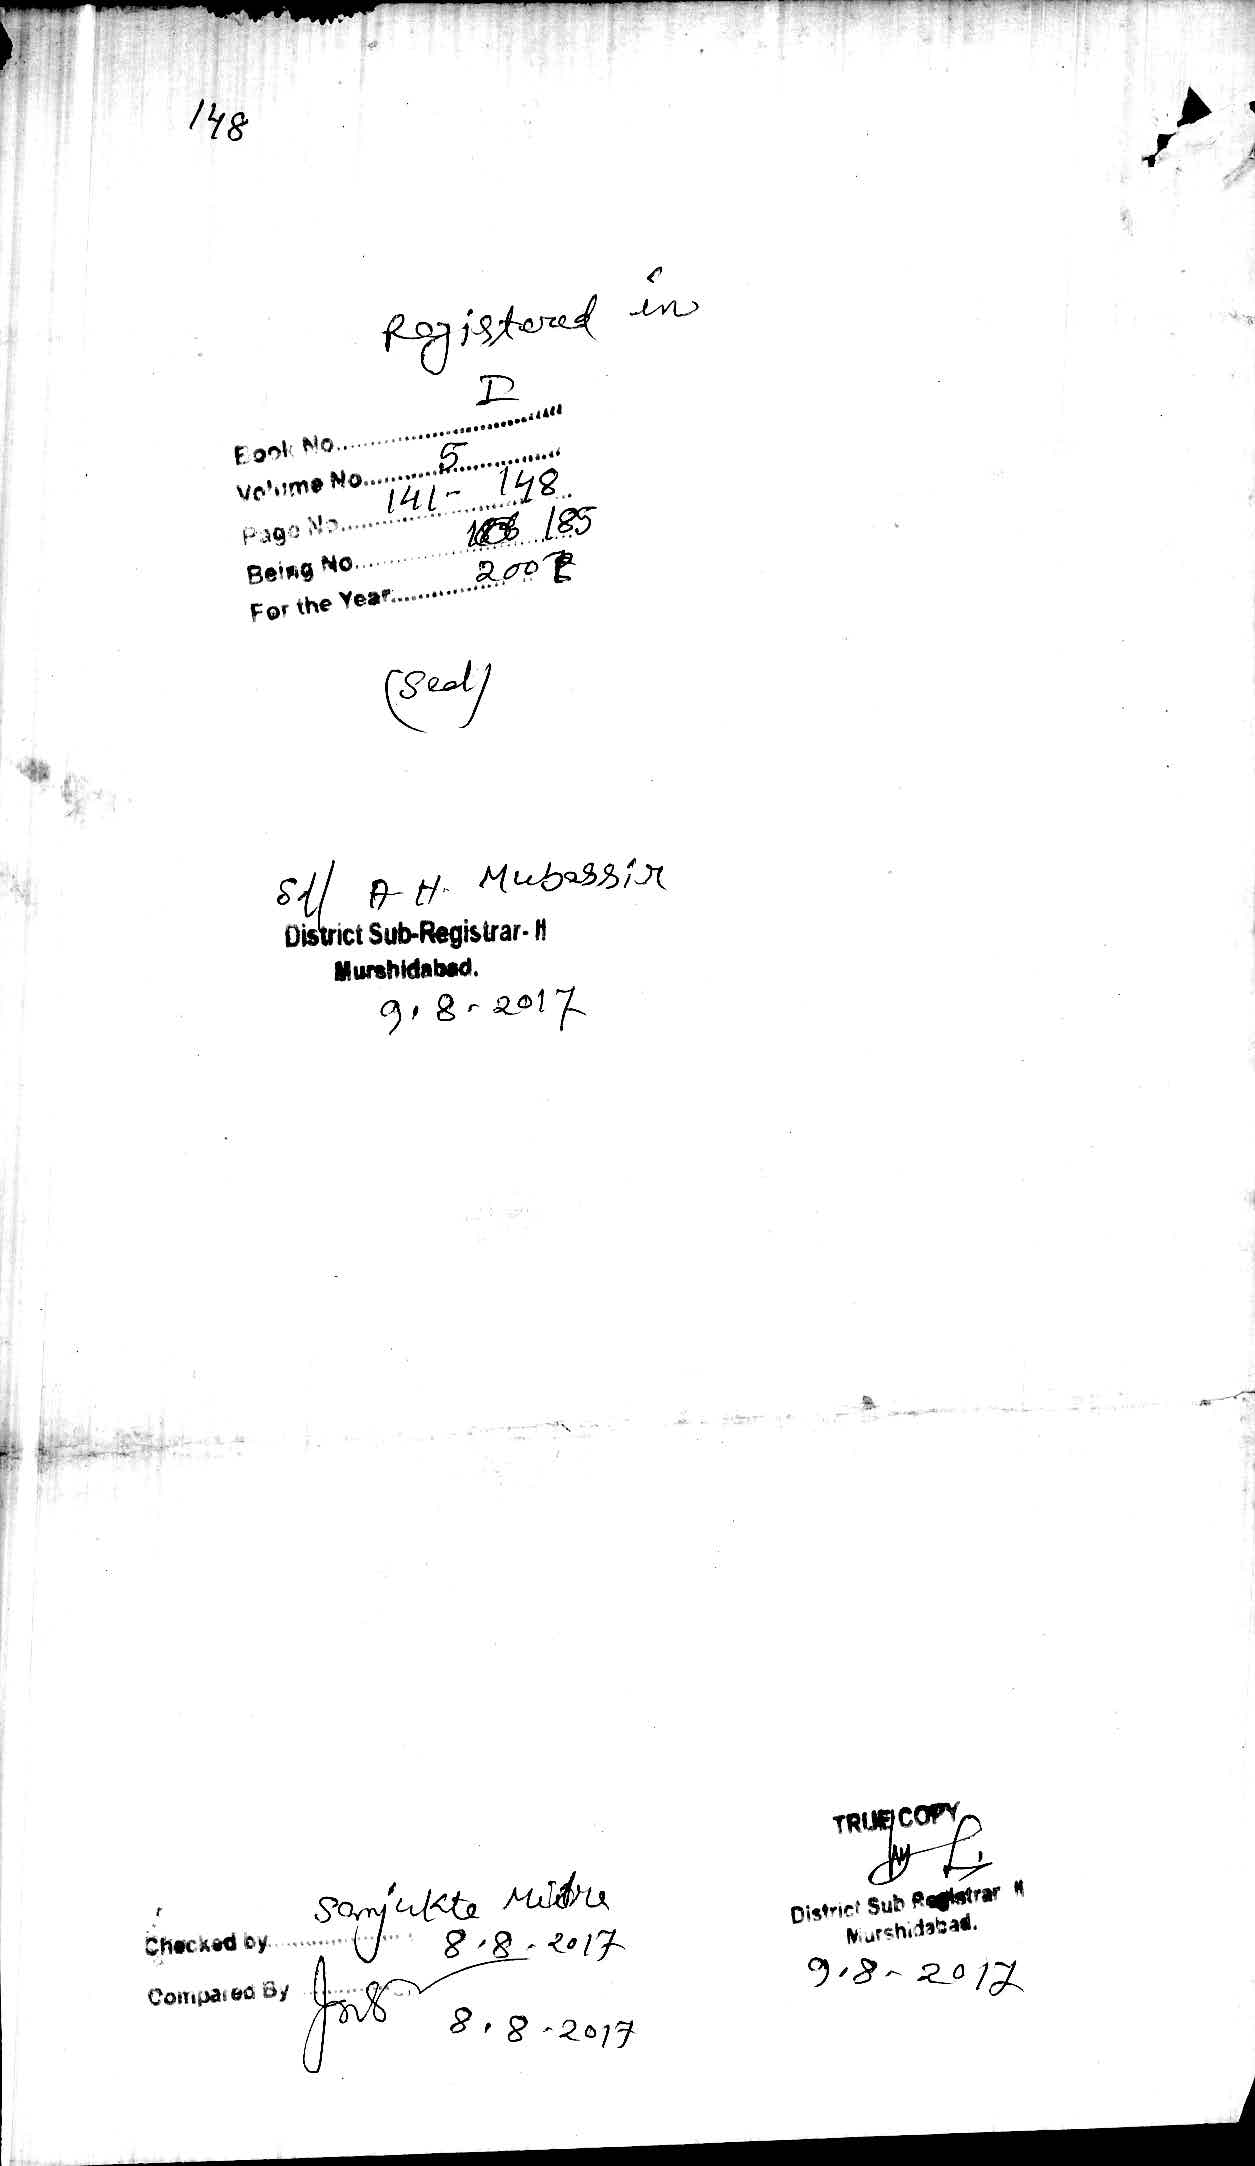 148
Registered in
Book No. I
Volume No. 5
Page No. 141 - 148
Being No. 185
For the Year
(Seal)
Sd/ A H. Mubassir
District Sub-Registrar- II
Murshidabad.
9.8.2017
TRUE COPY
District Sub Registrar II
Murshidabad.
9.8-2017
Checked by Sanjukta Mitra
8.8.2017
Compared By
8.8.2017